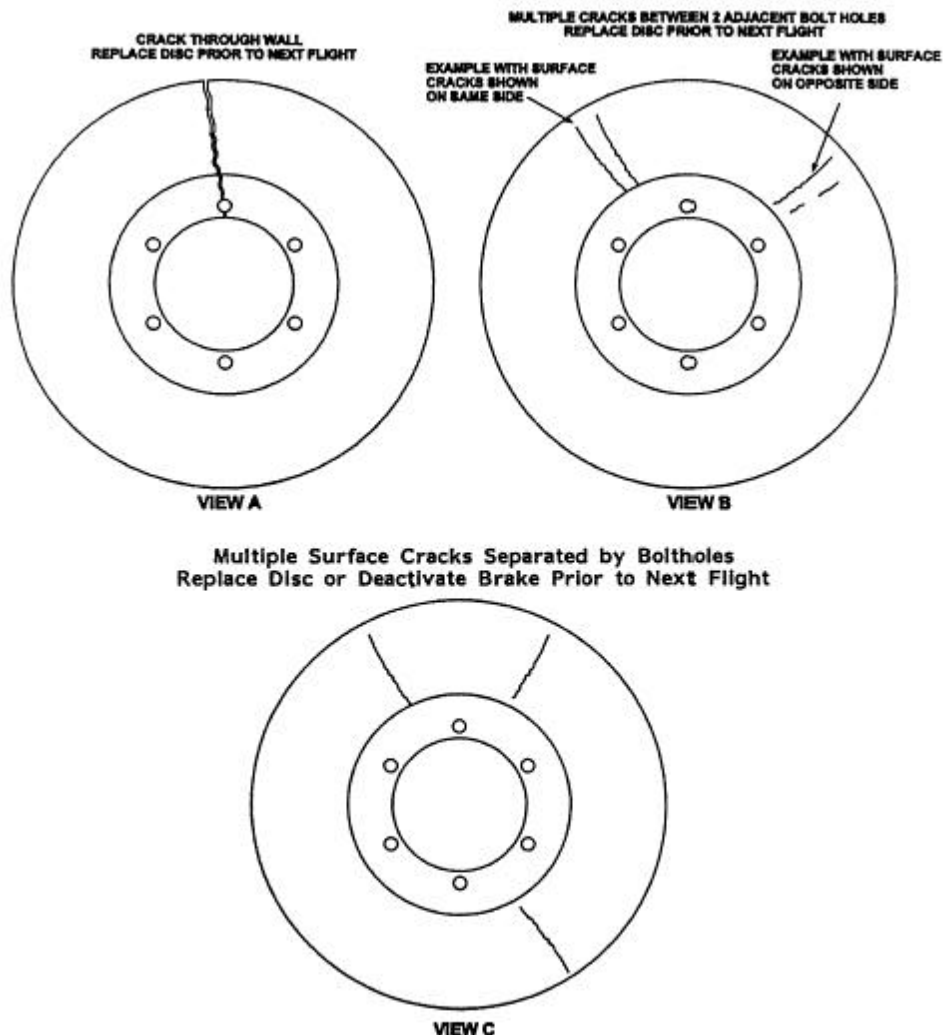 CRACK THROUGH WALL
REPLACE DISC PRIOR TO NEXT FLIGHT
MULTIPLE CRACKS BETWEEN 2 ADJACENT BOLT HOLES
REPLACE DISC PRIOR TO NEXT FLIGHT
EXAMPLE WITH SURFACE
CRACKS SHOWN
ON SAME SIDE
EXAMPLE WITH SURFACE
CRACKS SHOWN
ON OPPOSITE SIDE
VIEW A
VIEW B
Multiple Surface Cracks Separated by Boltholes
Replace Disc or Deactivate Brake Prior to Next Flight
VIEW C